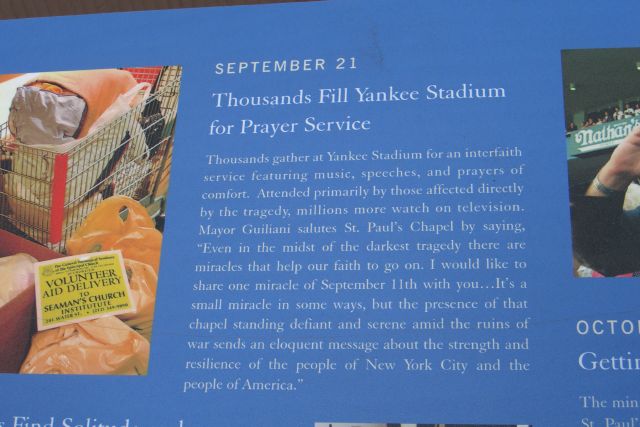 SEPTEMBER 21
Thousands Fill Yankee Stadium
for Prayer Service
Thousands gather at Yankee Stadium for an interfaith
service featuring music, speeches, and prayers of
comfort. Attended primarily by those affected directly
by the tragedy, millions more watch on television.
Mayor Guiliani salutes St. Paul's Chapel by saying,
"Even in the midst of the darkest tragedy there are
miracles that help our faith to go on. I would like to
share one miracle of September 11th with you…It's a
small miracle in some ways, but the presence of that
chapel standing defiant and serene amid the ruins of
war sends an eloquent message about the strength and
resilience of the people of New York City and the
people of America."
VOLUNTEER
AID DELIVERY
TO
SEAMAN'S CHURCH
INSTITUTE
241 WATER ST.
Nathan's
OCTO
Gettin
The min
St. Paul'
s Find Solitude